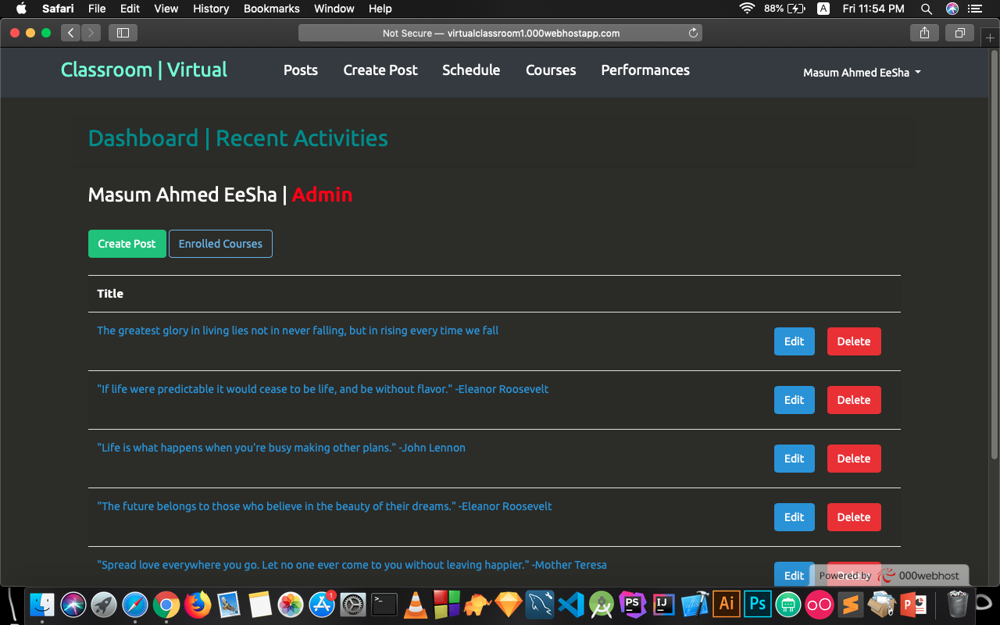 Safari File Edit View History Bookmarks Window Help 88% A Fri 11:54 PM
Not Secure — virtualclassroom1.000webhostapp.com
Classroom | Virtual Posts Create Post Schedule Courses Performances Masum Ahmed EeSha
Dashboard | Recent Activities
Masum Ahmed EeSha | Admin
Create Post Enrolled Courses
Title
The greatest glory in living lies not in never falling, but in rising every time we fall Edit Delete
"If life were predictable it would cease to be life, and be without flavor." -Eleanor Roosevelt Edit Delete
"Life is what happens when you're busy making other plans." -John Lennon Edit Delete
"The future belongs to those who believe in the beauty of their dreams." -Eleanor Roosevelt Edit Delete
"Spread love everywhere you go. Let no one ever come to you without leaving happier." -Mother Teresa Edit Delete
Powered by 000webhost
1 >_ PS IJ Ai Ps S P